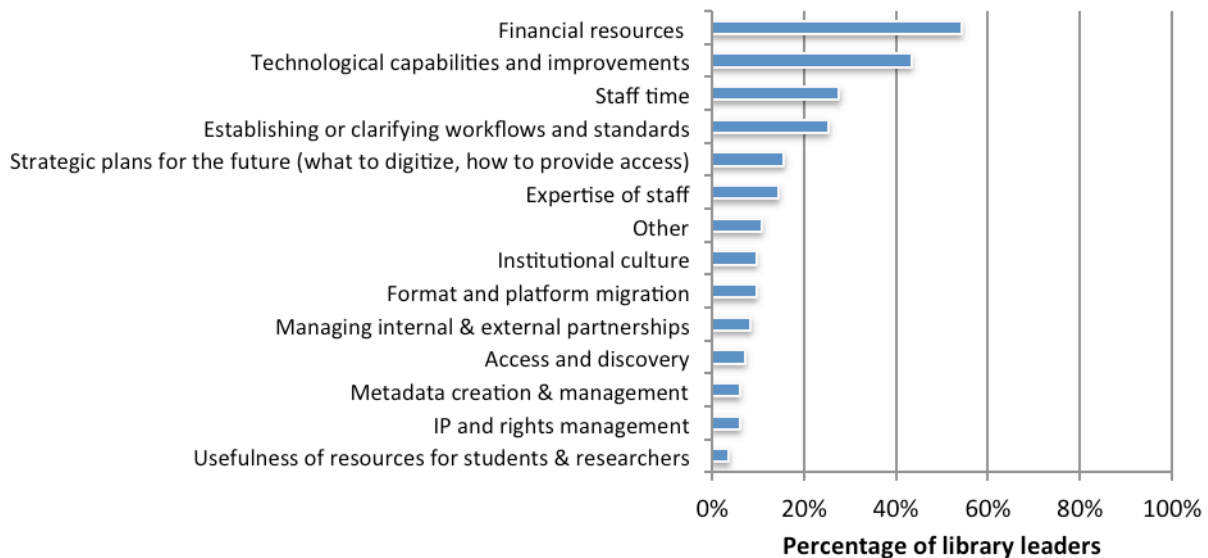 Financial resources
Technological capabilities and improvements
Staff time
Establishing or clarifying workflows and standards
Strategic plans for the future (what to digitize, how to provide access)
Expertise of staff
Other
Institutional culture
Format and platform migration
Managing internal & external partnerships
Access and discovery
Metadata creation & management
IP and rights management
Usefulness of resources for students & researchers
0% 20% 40% 60% 80% 100%
Percentage of library leaders